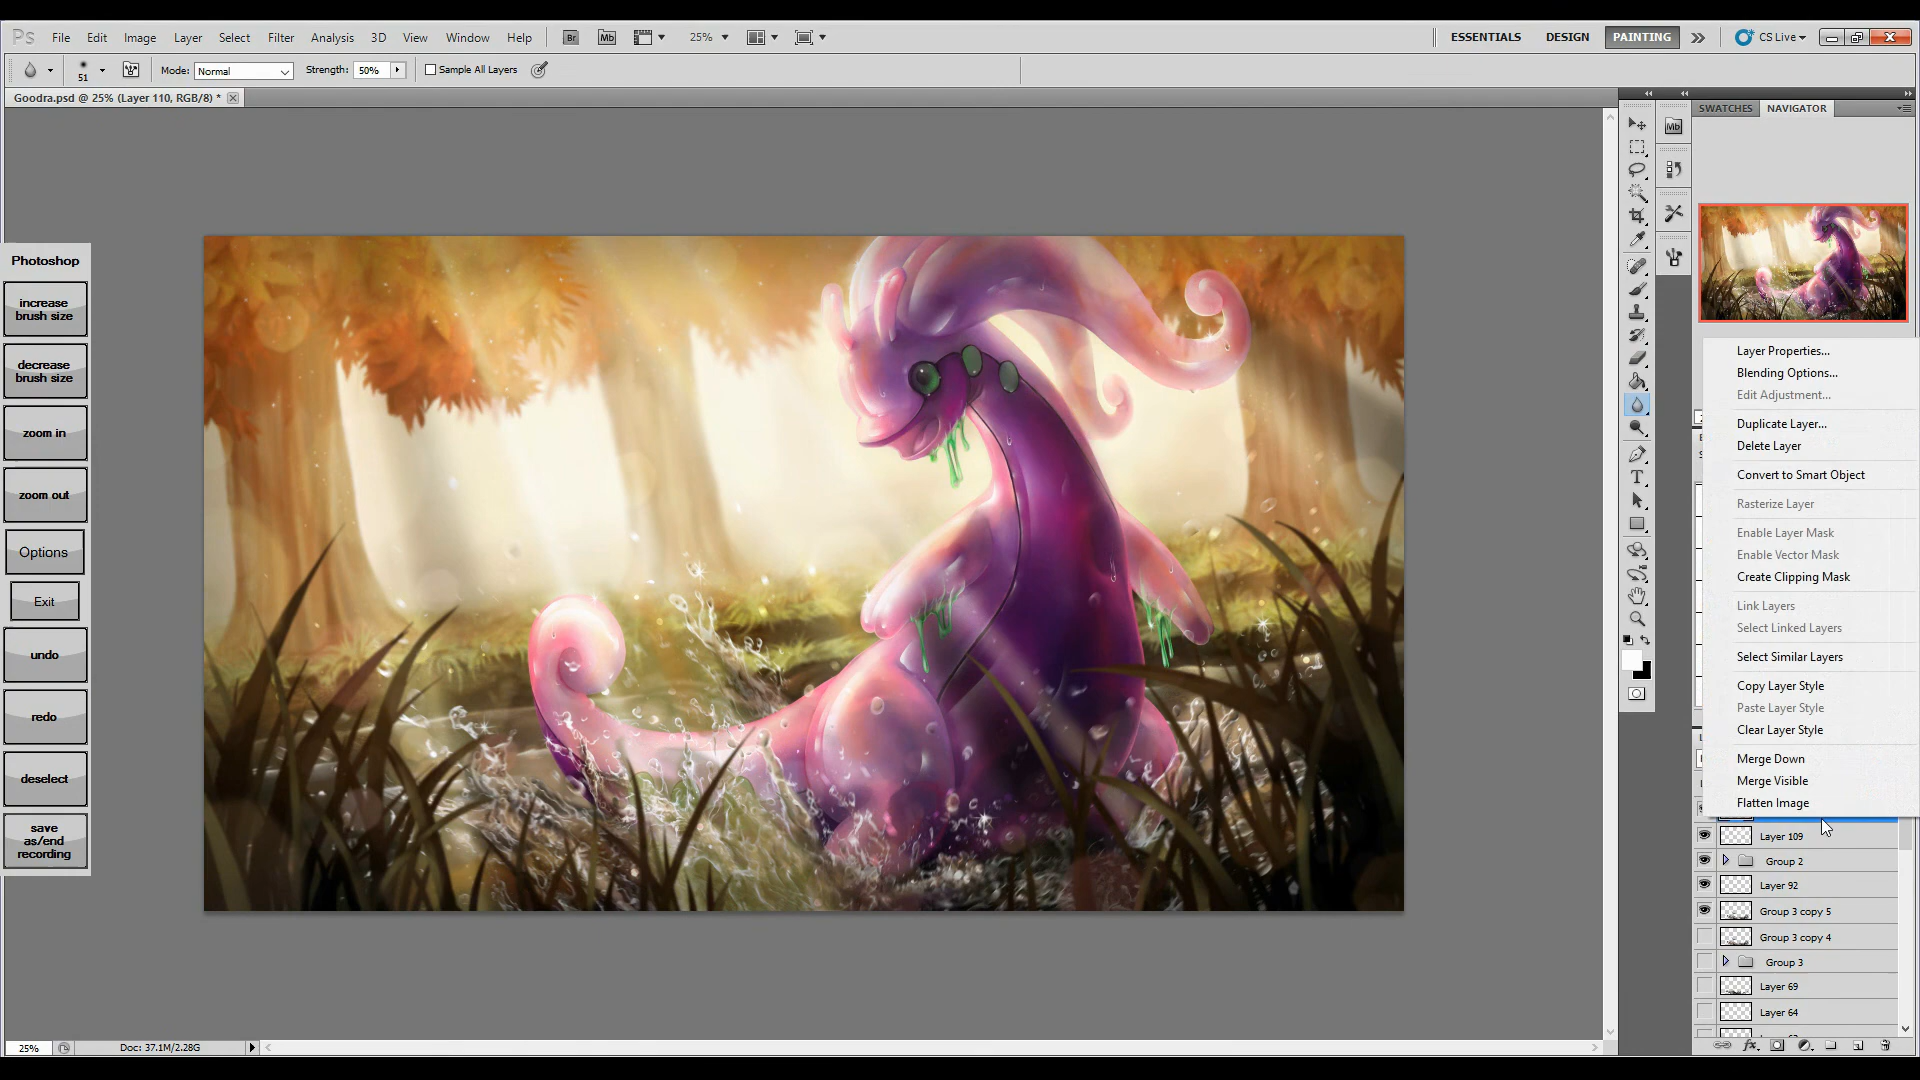 Ps File Edit Image Layer Select Filter Analysis 3D View Window Help Br Mb 25% ESSENTIALS DESIGN PAINTING CS Live
51 Mode: Normal Strength: 50% Sample All Layers
Goodra.psd @ 25% (Layer 110, RGB/8) *
SWATCHES NAVIGATOR
Mb
Photoshop
increase
brush size
decrease
brush size
zoom in
zoom out
Options
Exit
undo
redo
deselect
save
as/end
recording
T
Layer Properties...
Blending Options...
Edit Adjustment...
Duplicate Layer...
Delete Layer
Convert to Smart Object
Rasterize Layer
Enable Layer Mask
Enable Vector Mask
Create Clipping Mask
Link Layers
Select Linked Layers
Select Similar Layers
Copy Layer Style
Paste Layer Style
Clear Layer Style
Merge Down
Merge Visible
Flatten Image
Layer 109
Group 2
Layer 92
Group 3 copy 5
Group 3 copy 4
Group 3
Layer 69
Layer 64
fx
25% Doc: 37.1M/2.28G